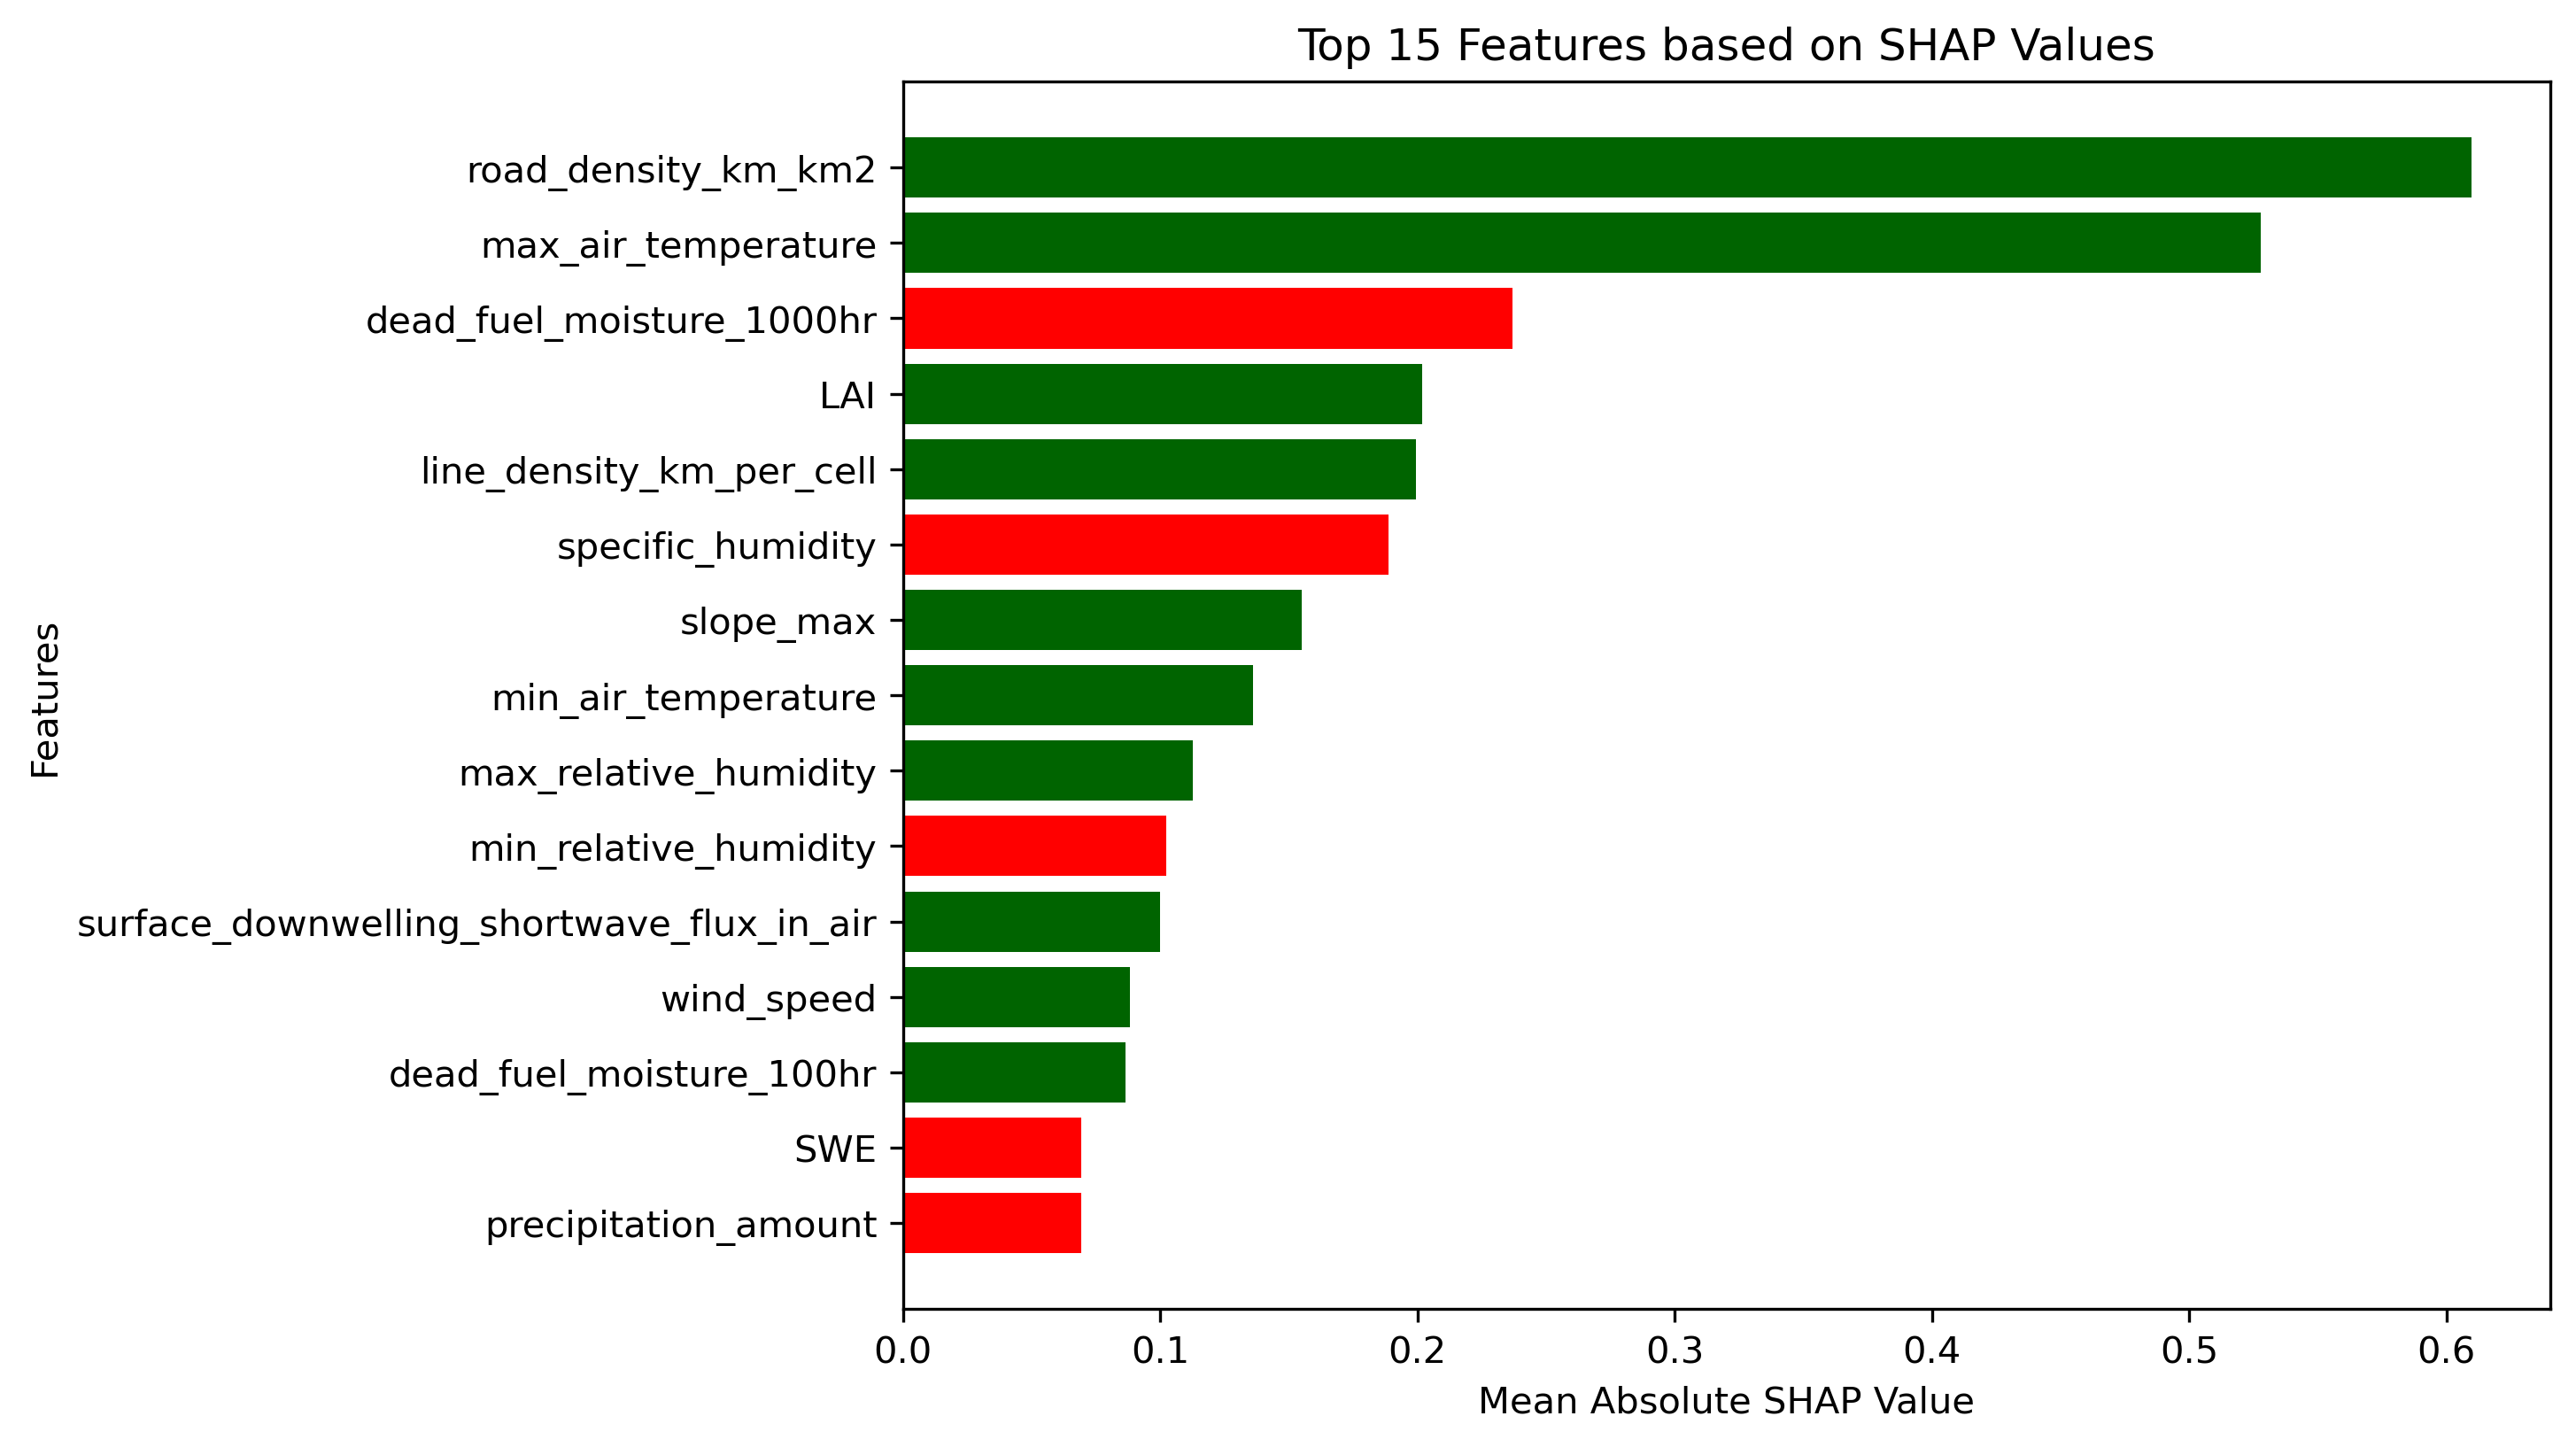 Top 15 Features based on SHAP Values
Features
road_density_km_km2
max_air_temperature
dead_fuel_moisture_1000hr
LAI
line_density_km_per_cell
specific_humidity
slope_max
min_air_temperature
max_relative_humidity
min_relative_humidity
surface_downwelling_shortwave_flux_in_air
wind_speed
dead_fuel_moisture_100hr
SWE
precipitation_amount
0.0 0.1 0.2 0.3 0.4 0.5 0.6
Mean Absolute SHAP Value